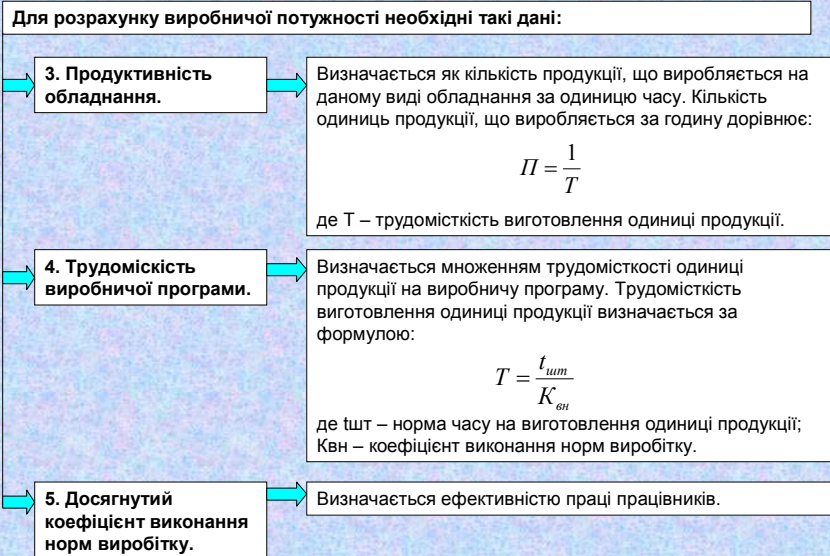 Для розрахунку виробничої потужності необхідні такі дані:
3. Продуктивність
обладнання.
Визначається як кількість продукції, що виробляється на
даному виді обладнання за одиницю часу. Кількість
одиниць продукції, що виробляється за годину дорівнює:
П = 1/T
де Т – трудомісткість виготовлення одиниці продукції.
4. Трудоміскість
виробничої програми.
Визначається множенням трудомісткості одиниці
продукції на виробничу програму. Трудомісткість
виготовлення одиниці продукції визначається за
формулою:
T = tшт/Kвн
де tшт – норма часу на виготовлення одиниці продукції;
Квн – коефіцієнт виконання норм виробітку.
5. Досягнутий
коефіцієнт виконання
норм виробітку.
Визначається ефективністю праці працівників.